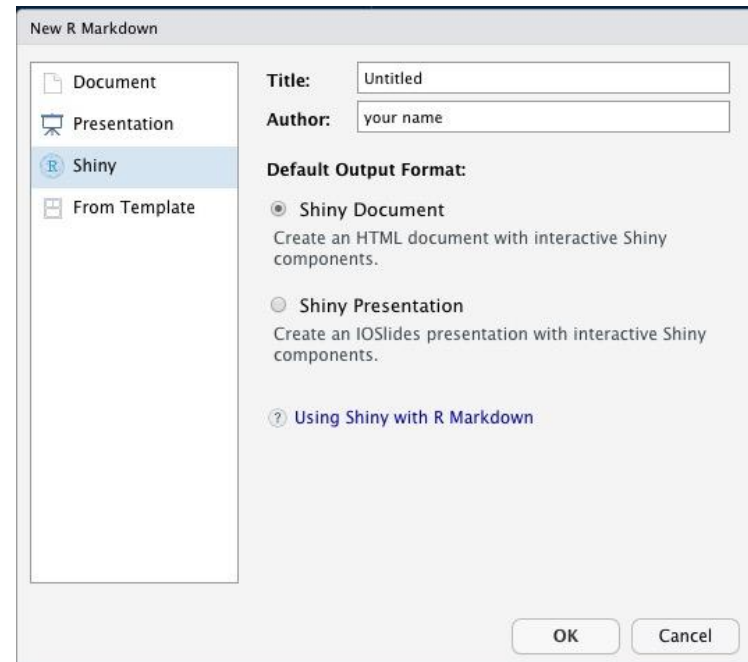 New R Markdown
Document
Presentation
R Shiny
From Template
Title: Untitled
Author: your name
Default Output Format:
Shiny Document
Create an HTML document with interactive Shiny
components.
Shiny Presentation
Create an IOSlides presentation with interactive Shiny
components.
? Using Shiny with R Markdown
OK Cancel